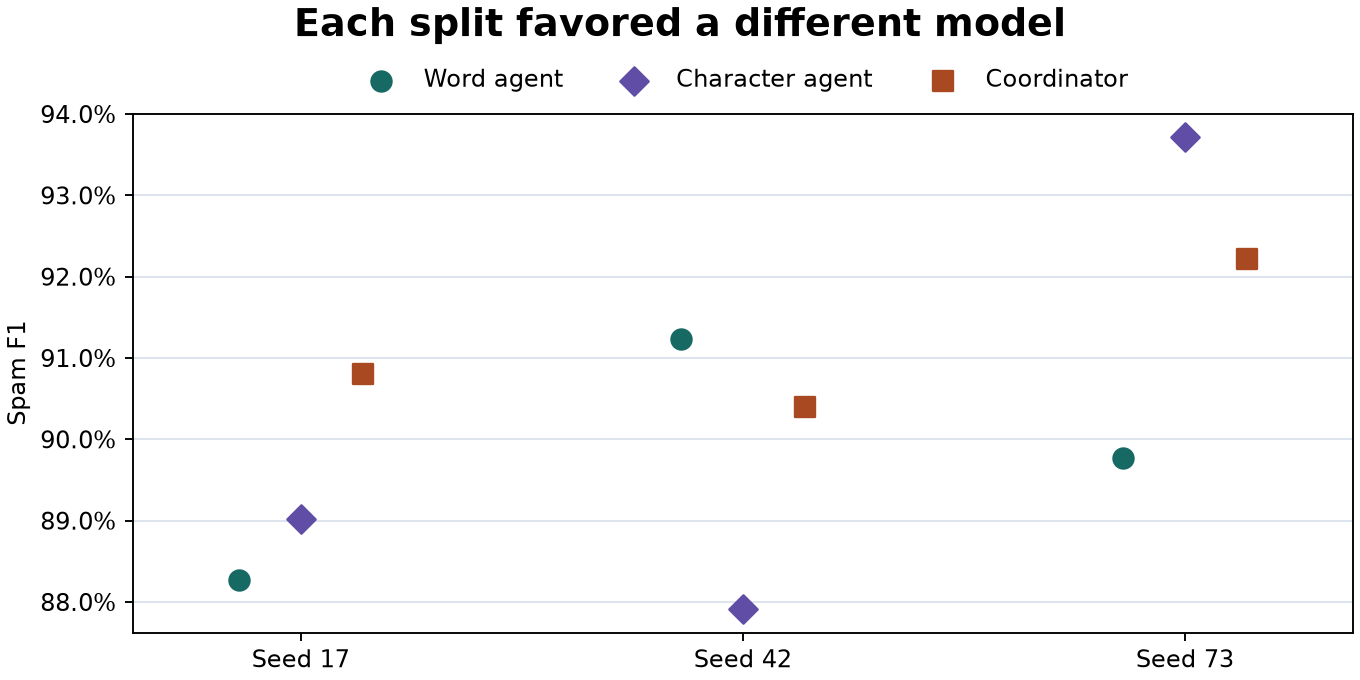 Each split favored a different model
Word agent Character agent Coordinator
94.0%
93.0%
92.0%
91.0%
90.0%
89.0%
88.0%
Spam F1
Seed 17 Seed 42 Seed 73